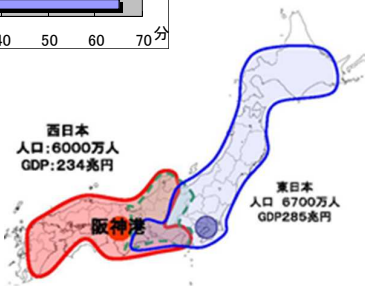 40 50 60 70 分
西日本
人口:6000万人
GDP:234兆円
阪神港
東日本
人口 6700万人
GDP285兆円